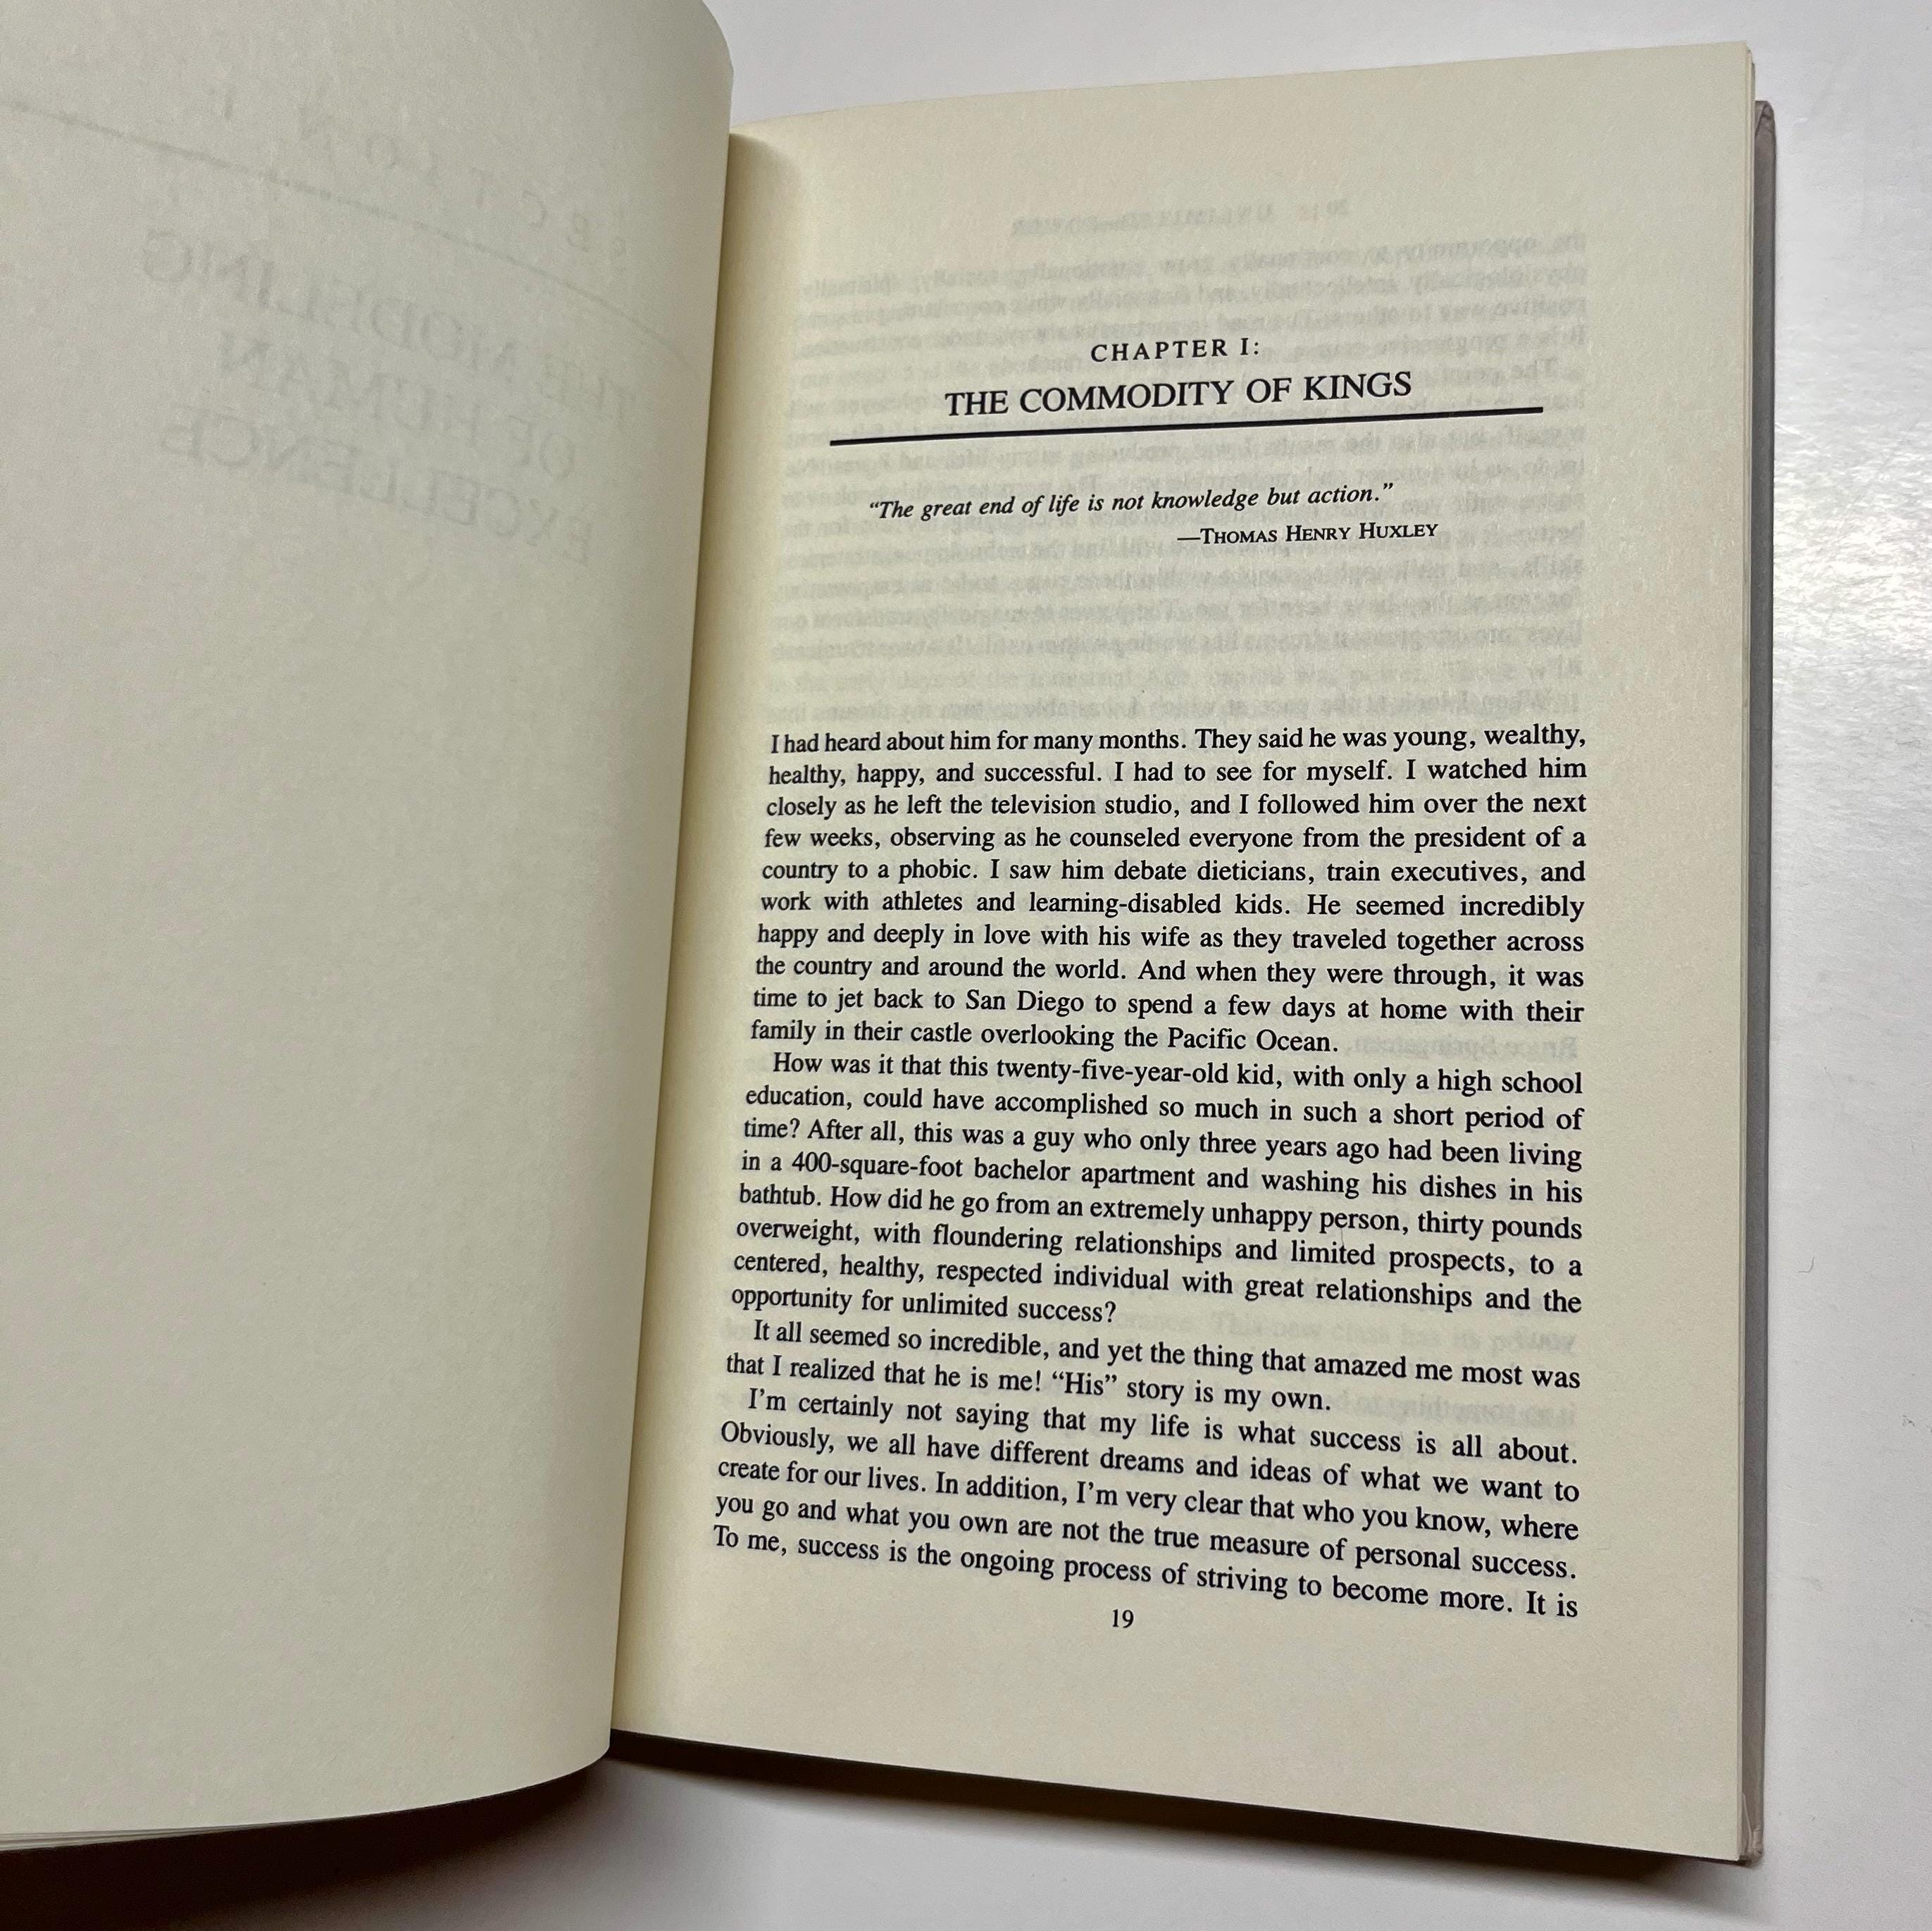 SECTION I
THE MODELING
OF HUMAN
EXCELLENCE
CHAPTER I:
THE COMMODITY OF KINGS
“The great end of life is not knowledge but action.”
—THOMAS HENRY HUXLEY
I had heard about him for many months. They said he was young, wealthy,
healthy, happy, and successful. I had to see for myself. I watched him
closely as he left the television studio, and I followed him over the next
few weeks, observing as he counseled everyone from the president of a
country to a phobic. I saw him debate dieticians, train executives, and
work with athletes and learning-disabled kids. He seemed incredibly
happy and deeply in love with his wife as they traveled together across
the country and around the world. And when they were through, it was
time to jet back to San Diego to spend a few days at home with their
family in their castle overlooking the Pacific Ocean.
How was it that this twenty-five-year-old kid, with only a high school
education, could have accomplished so much in such a short period of
time? After all, this was a guy who only three years ago had been living
in a 400-square-foot bachelor apartment and washing his dishes in his
bathtub. How did he go from an extremely unhappy person, thirty pounds
overweight, with floundering relationships and limited prospects, to a
centered, healthy, respected individual with great relationships and the
opportunity for unlimited success?
It all seemed so incredible, and yet the thing that amazed me most was
that I realized that he is me! “His” story is my own.
I’m certainly not saying that my life is what success is all about.
Obviously, we all have different dreams and ideas of what we want to
create for our lives. In addition, I’m very clear that who you know, where
you go and what you own are not the true measure of personal success.
To me, success is the ongoing process of striving to become more. It is
19